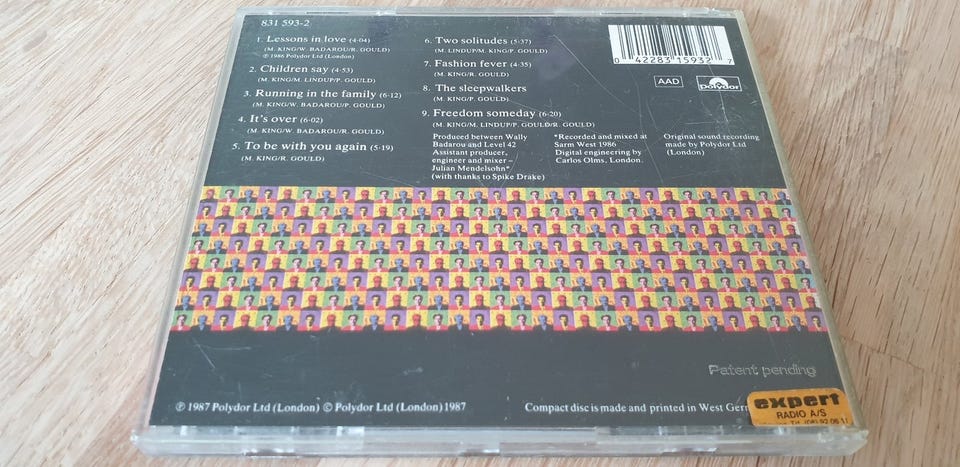 831 593-2
1. Lessons in love (4·04)
(M. KING/W. BADAROU/R. GOULD)
℗ 1986 Polydor Ltd (London)
2. Children say (4·53)
(M. KING/M. LINDUP/P. GOULD)
3. Running in the family (6·12)
(M. KING/W. BADAROU/P. GOULD)
4. It's over (6·02)
(M. KING/W. BADAROU/R. GOULD)
5. To be with you again (5·19)
(M. KING/R. GOULD)
6. Two solitudes (5·37)
(M. LINDUP/M. KING/P. GOULD)
7. Fashion fever (4·35)
(M. KING/R. GOULD)
8. The sleepwalkers
(M. KING/P. GOULD)
9. Freedom someday (6·20)
(M. KING/M. LINDUP/P. GOULD/R. GOULD)
Produced between Wally
Badarou and Level 42
Assistant producer,
engineer and mixer –
Julian Mendelsohn*
(with thanks to Spike Drake)
*Recorded and mixed at
Sarm West 1986
Digital engineering by
Carlos Olms, London.
Original sound recording
made by Polydor Ltd
(London)
0 42283 15932 7
AAD
polydor
Patent pending
℗ 1987 Polydor Ltd (London) © Polydor Ltd (London) 1987
Compact disc is made and printed in West Ger
expert
RADIO A/S